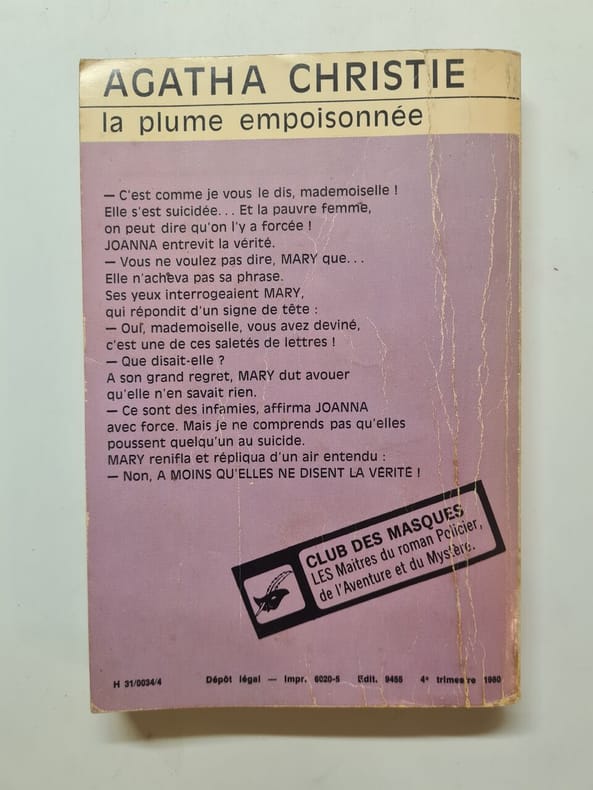 AGATHA CHRISTIE
la plume empoisonnée
— C'est comme je vous le dis, mademoiselle !
Elle s'est suicidée... Et la pauvre femme,
on peut dire qu'on l'y a forcée !
JOANNA entrevit la vérité.
— Vous ne voulez pas dire, MARY que...
Elle n'acheva pas sa phrase.
Ses yeux interrogeaient MARY,
qui répondit d'un signe de tête :
— Oui, mademoiselle, vous avez deviné,
c'est une de ces saletés de lettres !
— Que disait-elle ?
A son grand regret, MARY dut avouer
qu'elle n'en savait rien.
— Ce sont des infamies, affirma JOANNA
avec force. Mais je ne comprends pas qu'elles
poussent quelqu'un au suicide.
MARY renifla et répliqua d'un air entendu :
— Non, A MOINS QU'ELLES NE DISENT LA VÉRITÉ !
CLUB DES MASQUES
LES Maîtres du roman Policier,
de l'Aventure et du Mystère.
H 31/0034/4 Dépôt légal — Impr. 6020-5 Edit. 9455 4e trimestre 1980